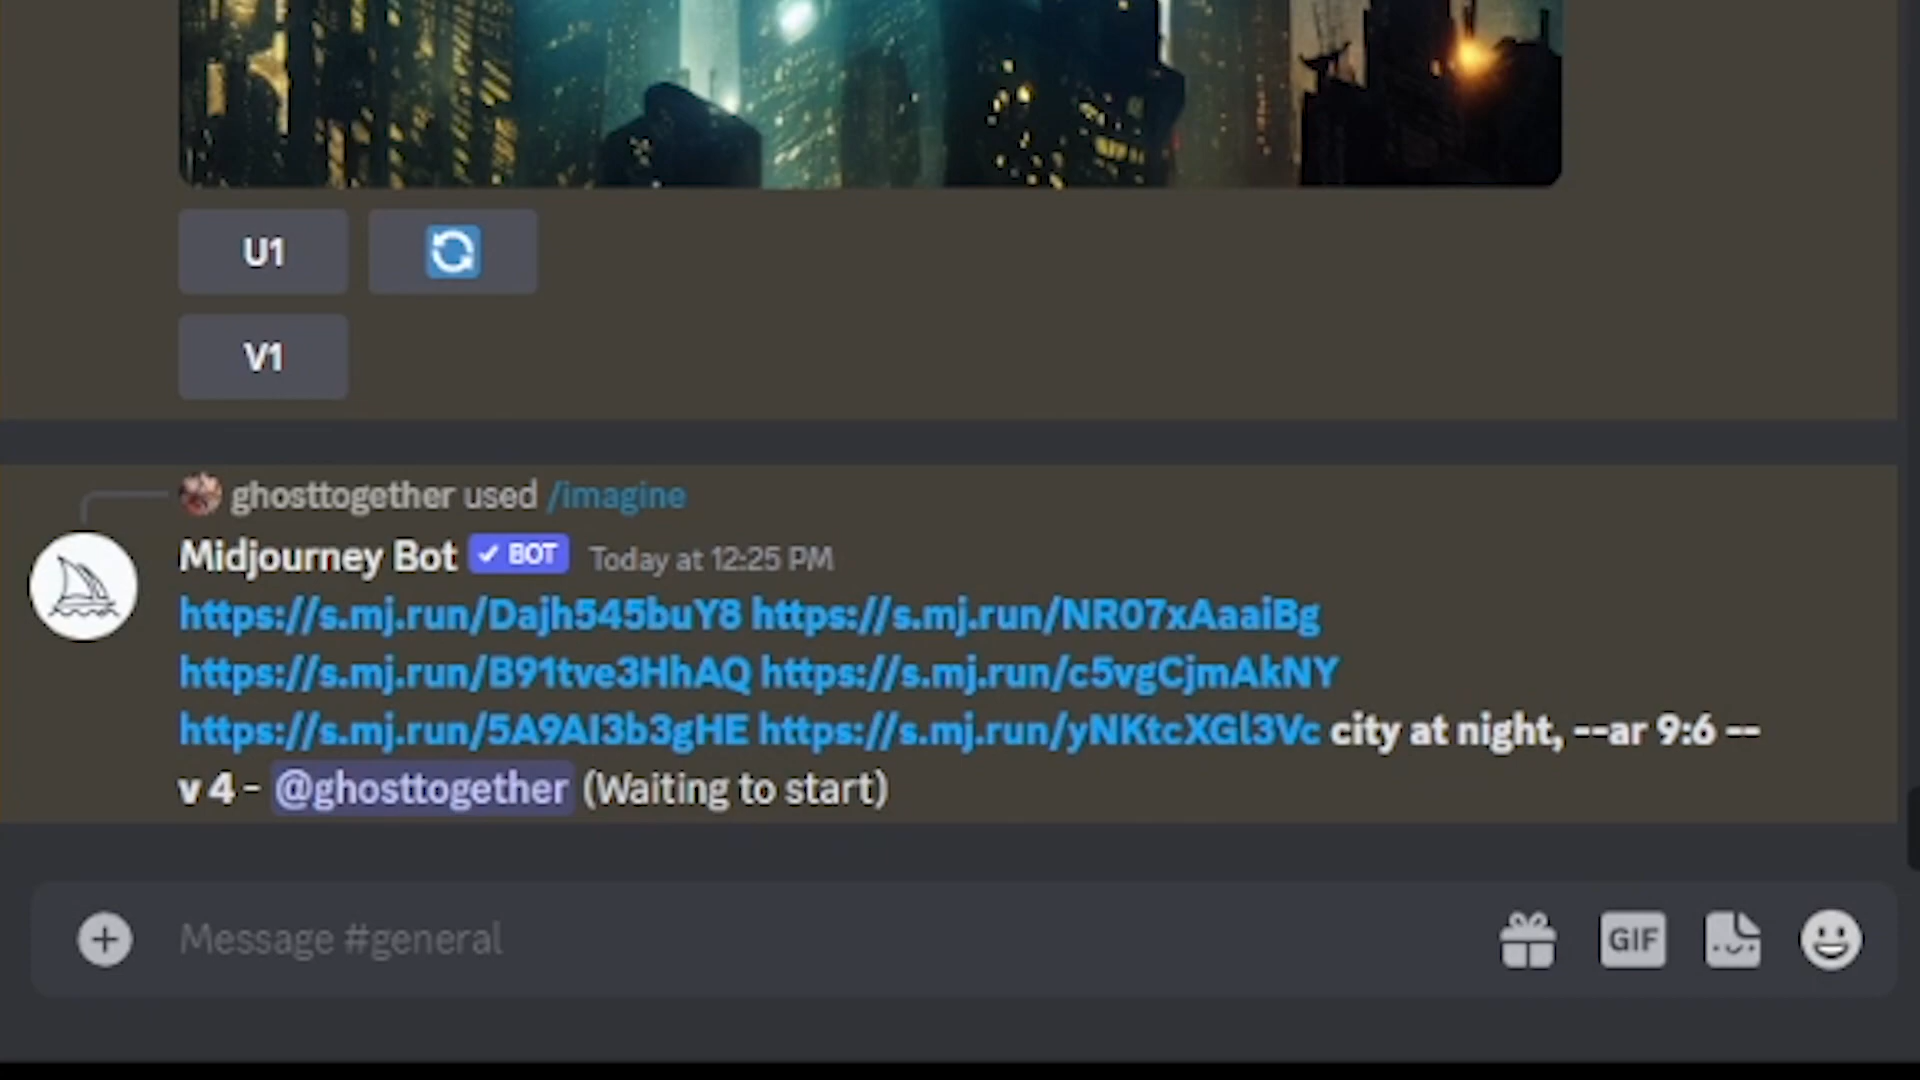 U1
V1
ghosttogether used /imagine
Midjourney Bot ✓ BOT Today at 12:25 PM
https://s.mj.run/Dajh545buY8 https://s.mj.run/NR07xAaaiBg
https://s.mj.run/B91tve3HhAQ https://s.mj.run/c5vgCjmAkNY
https://s.mj.run/5A9AI3b3gHE https://s.mj.run/yNKtcXGl3Vc city at night, --ar 9:6 --
v 4 - @ghosttogether (Waiting to start)
Message #general
GIF